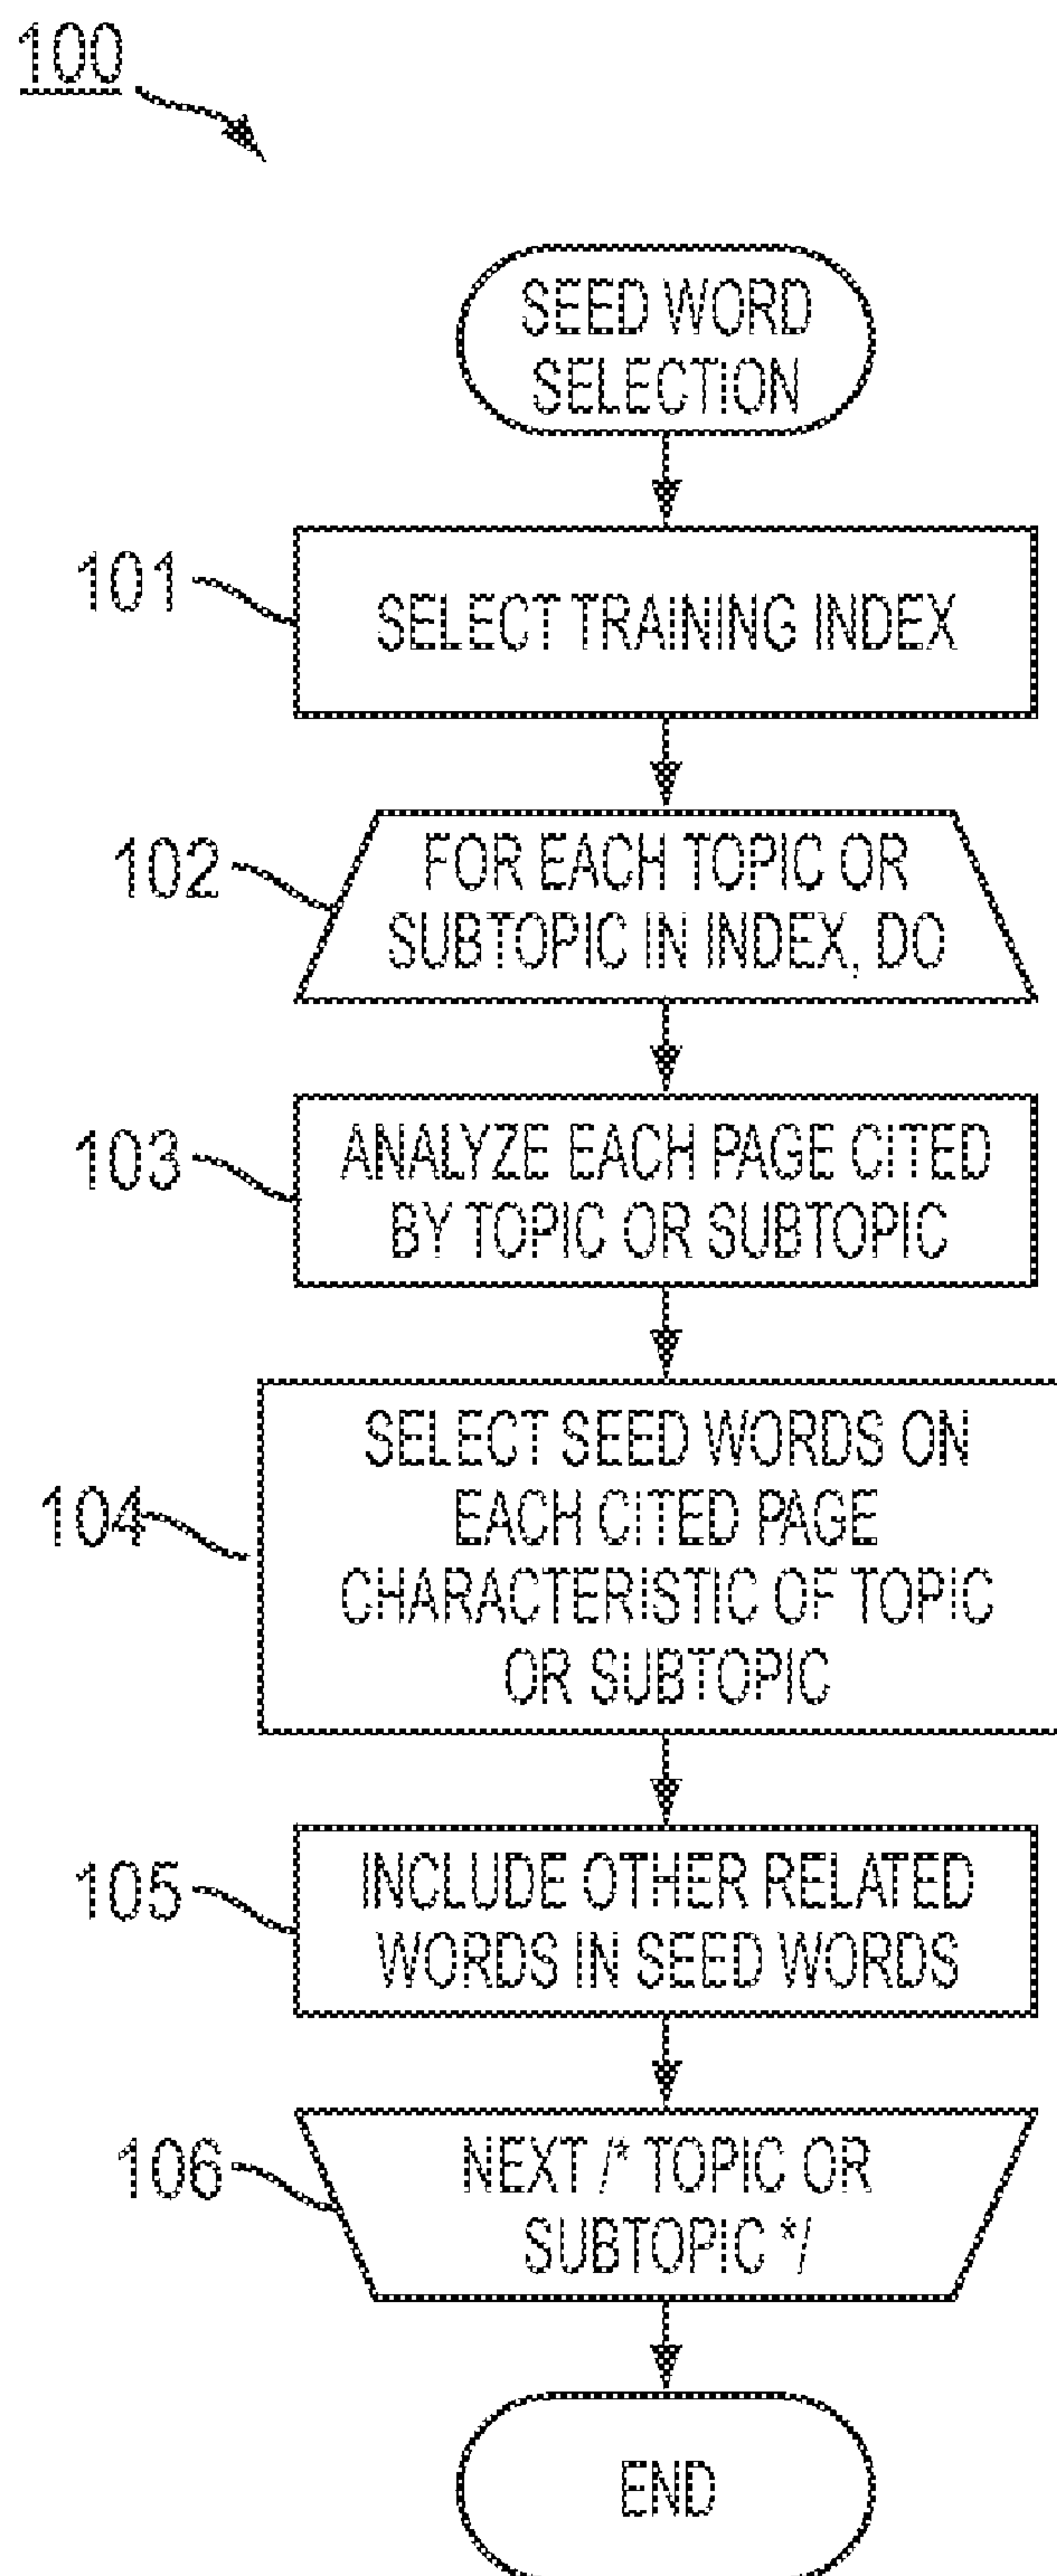 100
SEED WORD
SELECTION
101
SELECT TRAINING INDEX
102
FOR EACH TOPIC OR
SUBTOPIC IN INDEX, DO
103
ANALYZE EACH PAGE CITED
BY TOPIC OR SUBTOPIC
104
SELECT SEED WORDS ON
EACH CITED PAGE
CHARACTERISTIC OF TOPIC
OR SUBTOPIC
105
INCLUDE OTHER RELATED
WORDS IN SEED WORDS
106
NEXT /* TOPIC OR
SUBTOPIC */
END